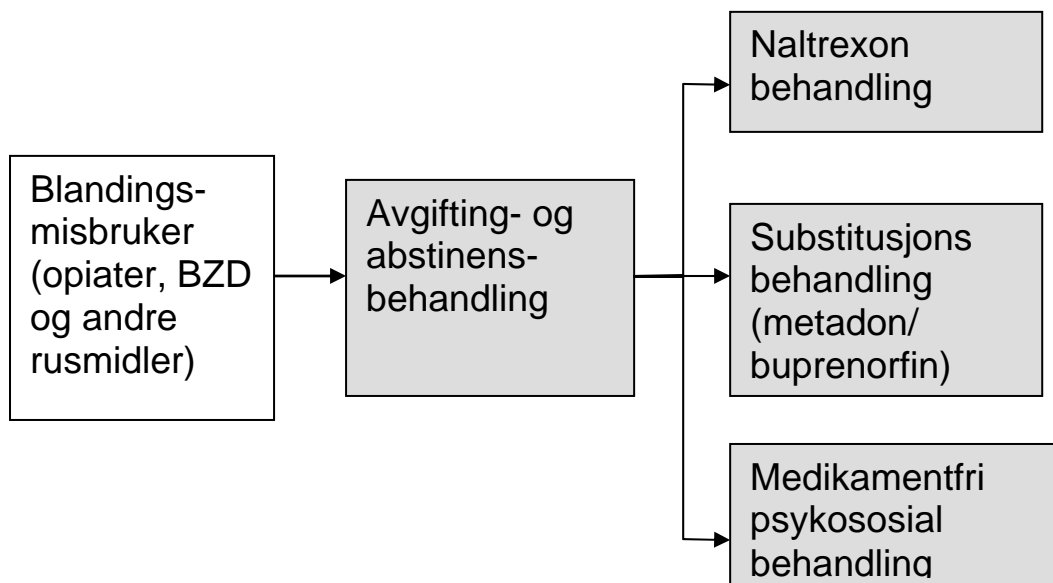 Blandings-
misbruker
(opiater, BZD
og andre
rusmidler)
Avgifting- og
abstinens-
behandling
Naltrexon
behandling
Substitusjons
behandling
(metadon/
buprenorfin)
Medikamentfri
psykososial
behandling